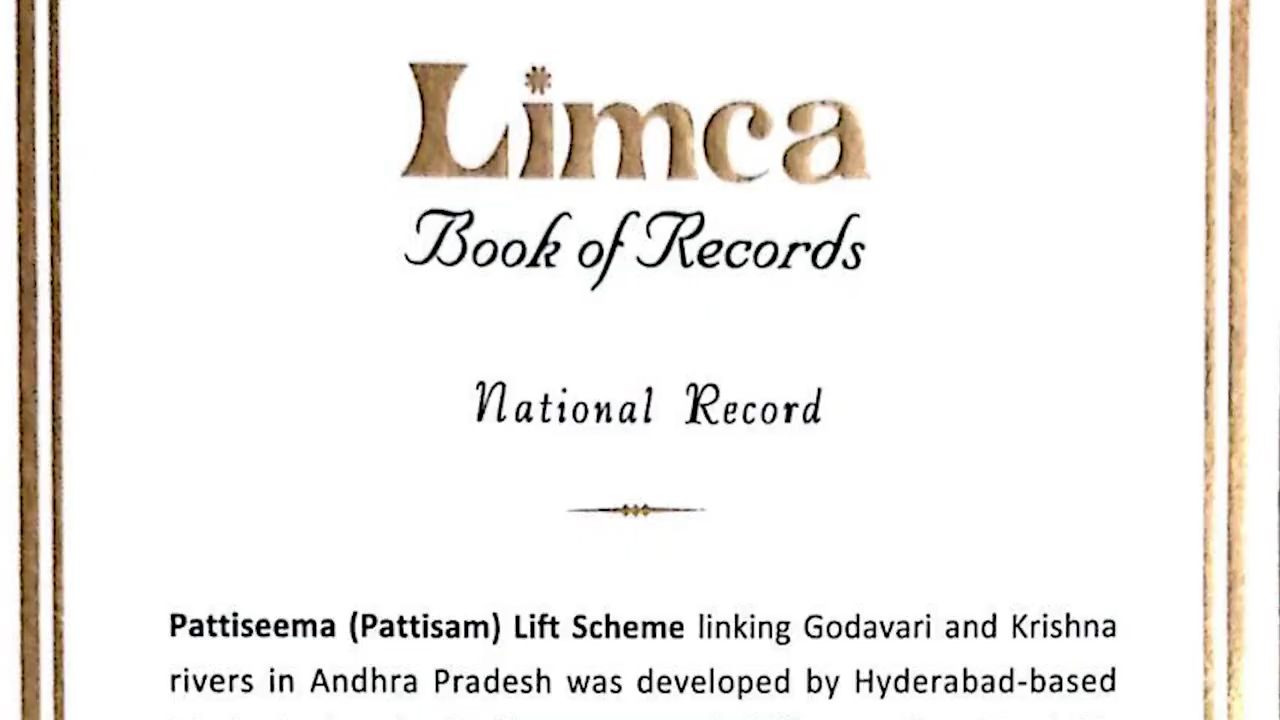 Limca
Book of Records
National Record
Pattiseema (Pattisam) Lift Scheme linking Godavari and Krishna
rivers in Andhra Pradesh was developed by Hyderabad-based